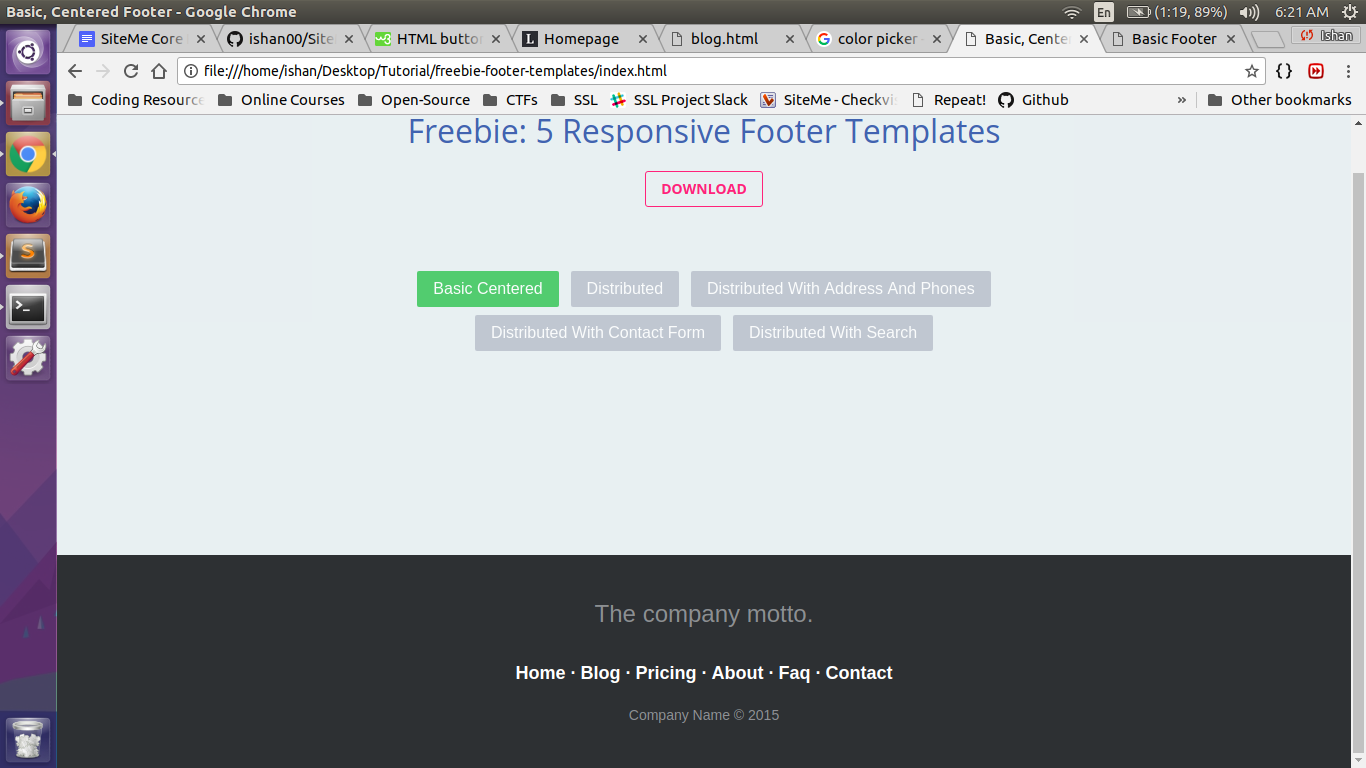 Basic, Centered Footer - Google Chrome
En
(1:19, 89%)
6:21 AM
SiteMe Core
ishan00/Site
HTML butto
Homepage
blog.html
color picker
Basic, Cente
Basic Footer
Ishan
file:///home/ishan/Desktop/Tutorial/freebie-footer-templates/index.html
Coding Resource
Online Courses
Open-Source
CTFs
SSL
SSL Project Slack
SiteMe - Checkvi
Repeat!
Github
»
Other bookmarks
Freebie: 5 Responsive Footer Templates
DOWNLOAD
Basic Centered
Distributed
Distributed With Address And Phones
Distributed With Contact Form
Distributed With Search
The company motto.
Home · Blog · Pricing · About · Faq · Contact
Company Name © 2015